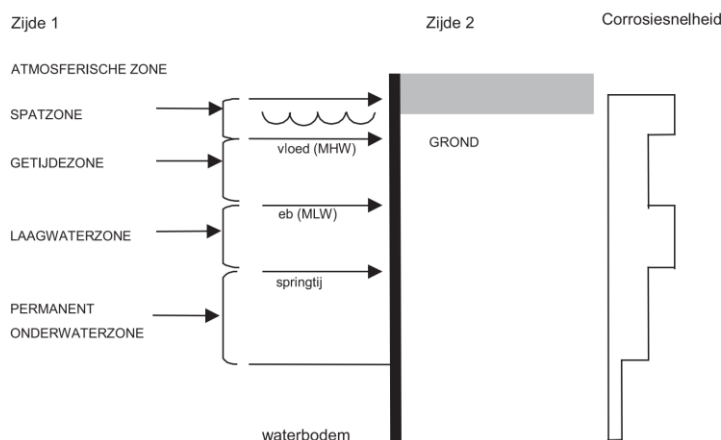 Zijde 1
Zijde 2
Corrosiesnelheid
ATMOSFERISCHE ZONE
SPATZONE
vloed (MHW)
GROND
GETIJDEZONE
eb (MLW)
LAAGWATERZONE
springtij
PERMANENT
ONDERWATERZONE
waterbodem